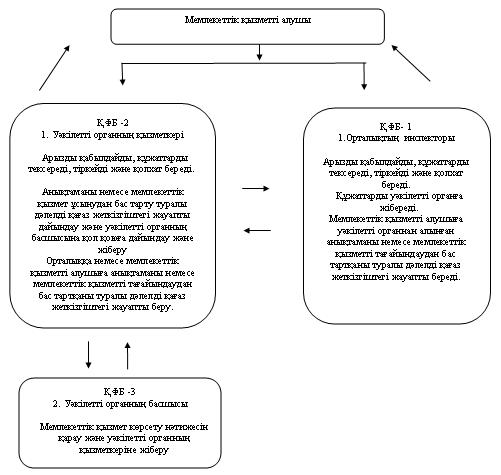 Мемлекеттік қызметті алушы
ҚФБ -2
1. Уәкілетті органның қызметкері
Арызды қабылдайды, құжаттарды
тексереді, тіркейді және қолхат береді.
Анықтаманы немесе мемлекеттік
қызмет ұсынудан бас тарту туралы
дәлелді қағаз жеткізгіштегі жауапты
дайындау және уәкілетті органның
басшысына қол қоюға дайындау және
жіберу
Орталыққа немесе мемлекеттік
қызметті алушыға анықтаманы немесе
мемлекеттік қызметті тағайындаудан
бас тартқаны туралы дәлелді қағаз
жеткізгіштегі жауапты беру.
ҚФБ- 1
1.Орталықтың инспекторы
Арызды қабылдайды, құжаттарды
тексереді, тіркейді және қолхат
береді.
Құжаттарды уәкілетті органға
жібереді.
Мемлекеттік қызметті алушыға
уәкілетті органнан алынған
анықтаманы немесе мемлекеттік
қызметті тағайындаудан бас
тартқаны туралы дәлелді қағаз
жеткізгіштегі жауапты береді.
ҚФБ -3
2. Уәкілетті органның басшысы
Мемлекеттік қызмет көрсету нәтижесін
қарау және уәкілетті органның
қызметкеріне жіберу